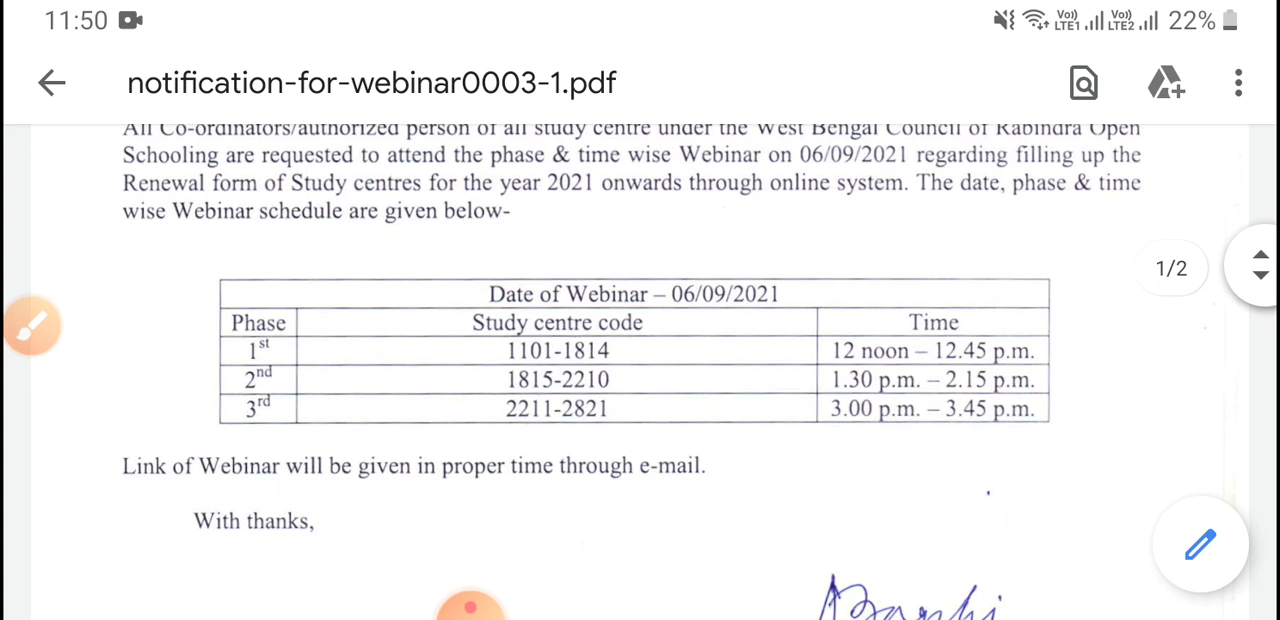 11:50 Vo)) LTE1 Vo)) LTE2 22%
notification-for-webinar0003-1.pdf
All Co-ordinators/authorized person of all study centre under the West Bengal Council of Rabindra Open
Schooling are requested to attend the phase & time wise Webinar on 06/09/2021 regarding filling up the
Renewal form of Study centres for the year 2021 onwards through online system. The date, phase & time
wise Webinar schedule are given below-
1/2
Date of Webinar – 06/09/2021
Phase Study centre code Time
1st 1101-1814 12 noon – 12.45 p.m.
2nd 1815-2210 1.30 p.m. – 2.15 p.m.
3rd 2211-2821 3.00 p.m. – 3.45 p.m.
Link of Webinar will be given in proper time through e-mail.
With thanks,